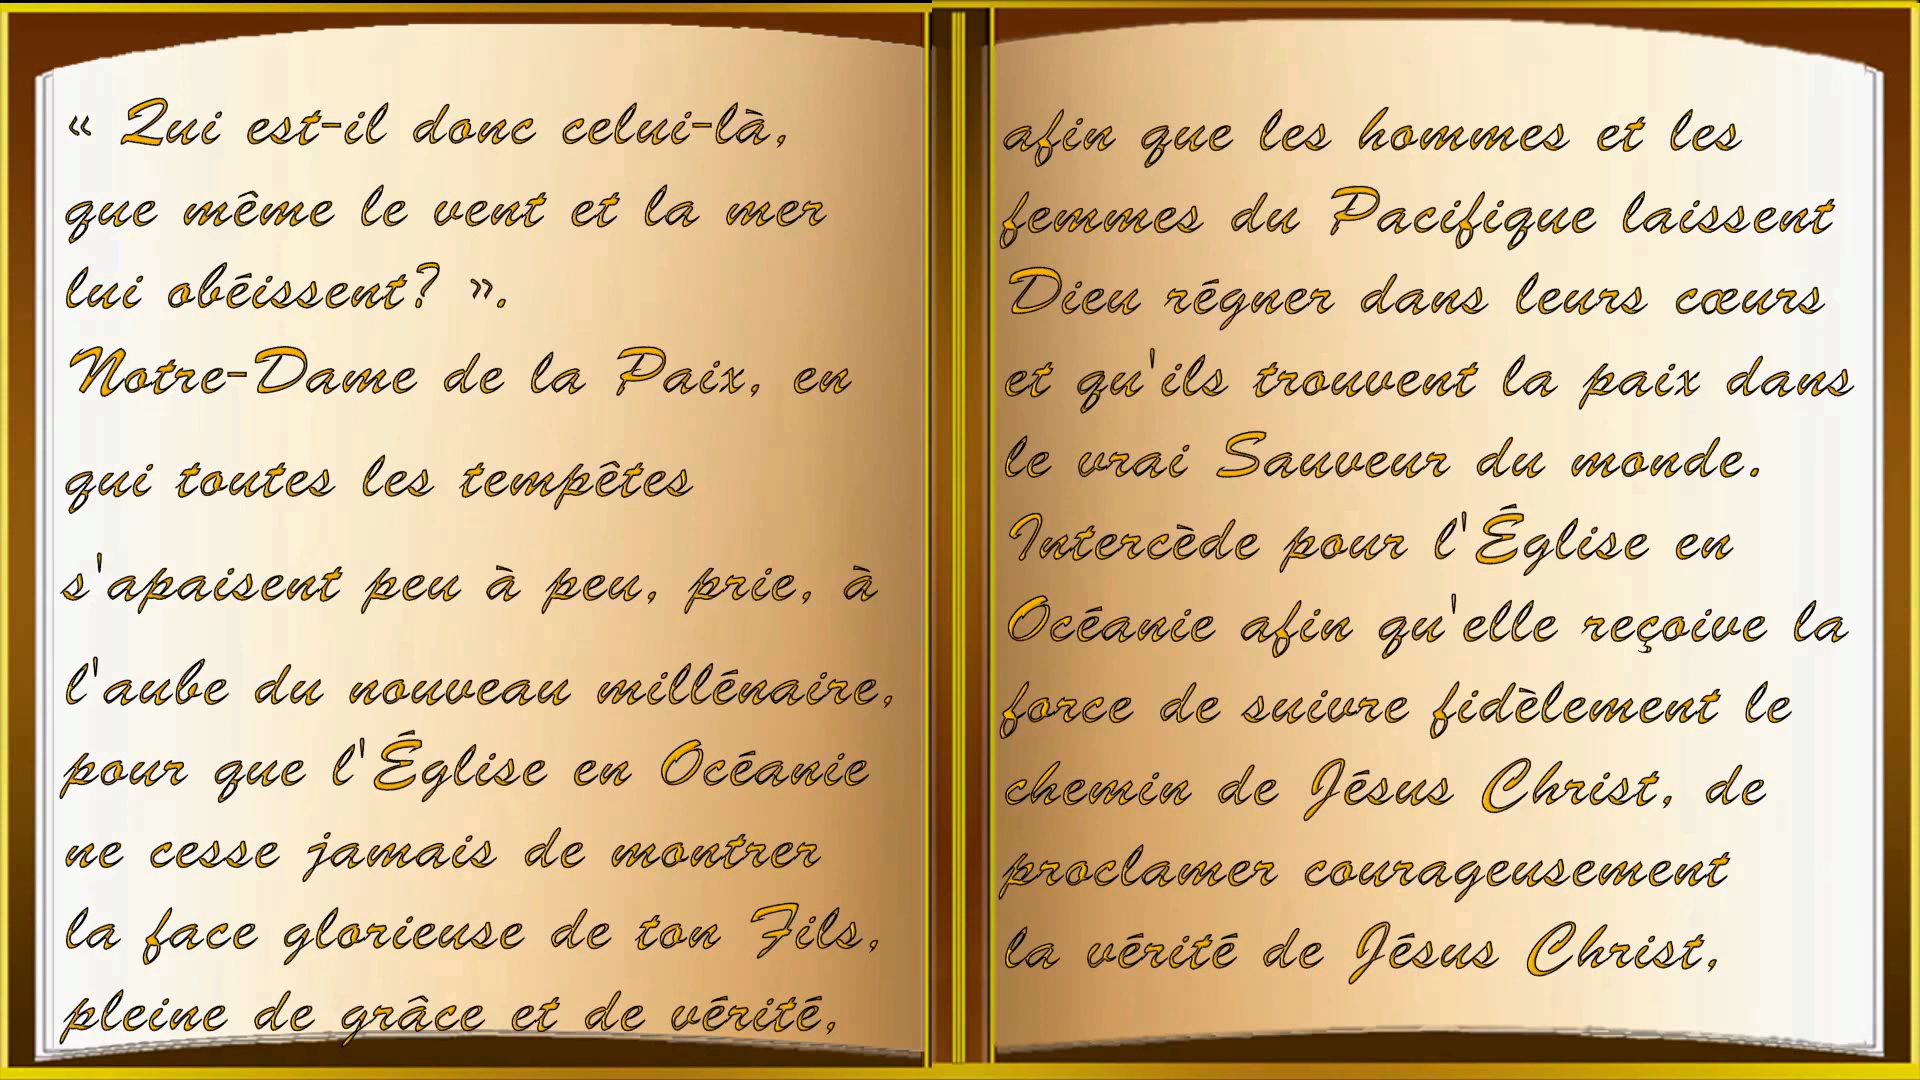 « Qui est-il donc celui-là,
que même le vent et la mer
lui obéissent? ».
Notre-Dame de la Paix, en
qui toutes les tempêtes
s'apaisent peu à peu, prie, à
l'aube du nouveau millénaire,
pour que l'Église en Océanie
ne cesse jamais de montrer
la face glorieuse de ton Fils,
pleine de grâce et de vérité,
afin que les hommes et les
femmes du Pacifique laissent
Dieu régner dans leurs cœurs
et qu'ils trouvent la paix dans
le vrai Sauveur du monde.
Intercède pour l'Église en
Océanie afin qu'elle reçoive la
force de suivre fidèlement le
chemin de Jésus Christ, de
proclamer courageusement
la vérité de Jésus Christ,